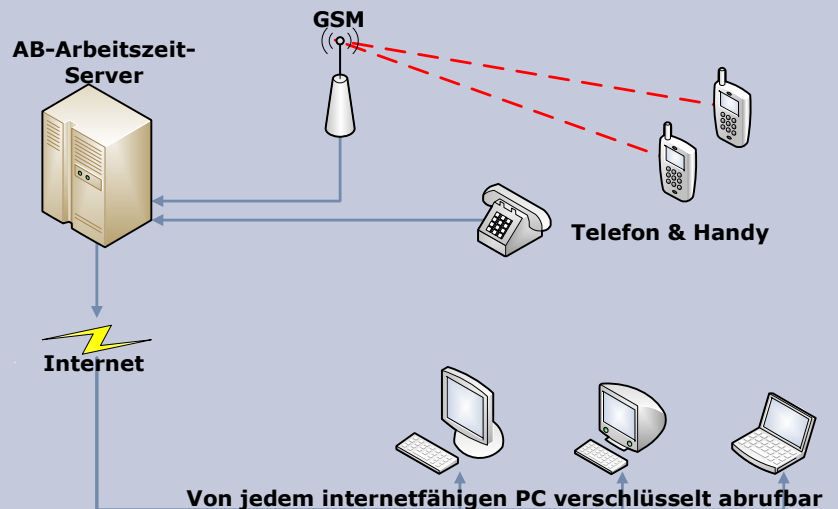 GSM
AB-Arbeitszeit-
Server
Telefon & Handy
Internet
Von jedem internetfähigen PC verschlüsselt abrufbar